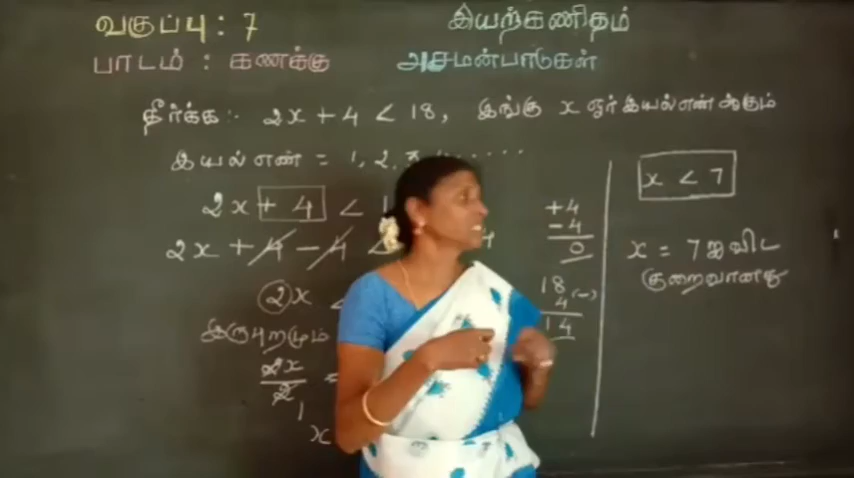 வகுப்பு : 7
இயற்கணிதம்
பாடம் : கணக்கு
அசமன்பாடுகள்
தீர்க்க:- 2x + 4 < 18, இங்கு x ஓர் இயல் எண் ஆகும்
இயல் எண் = 1, 2, 3,
2x + 4 < 1
2x + 4 - 4 <
2x <
இருபுறமும்
2x
2
1
x
+4
-4
0
18
4 (-)
14
x < 7
x = 7 ஐ விட
குறைவானது